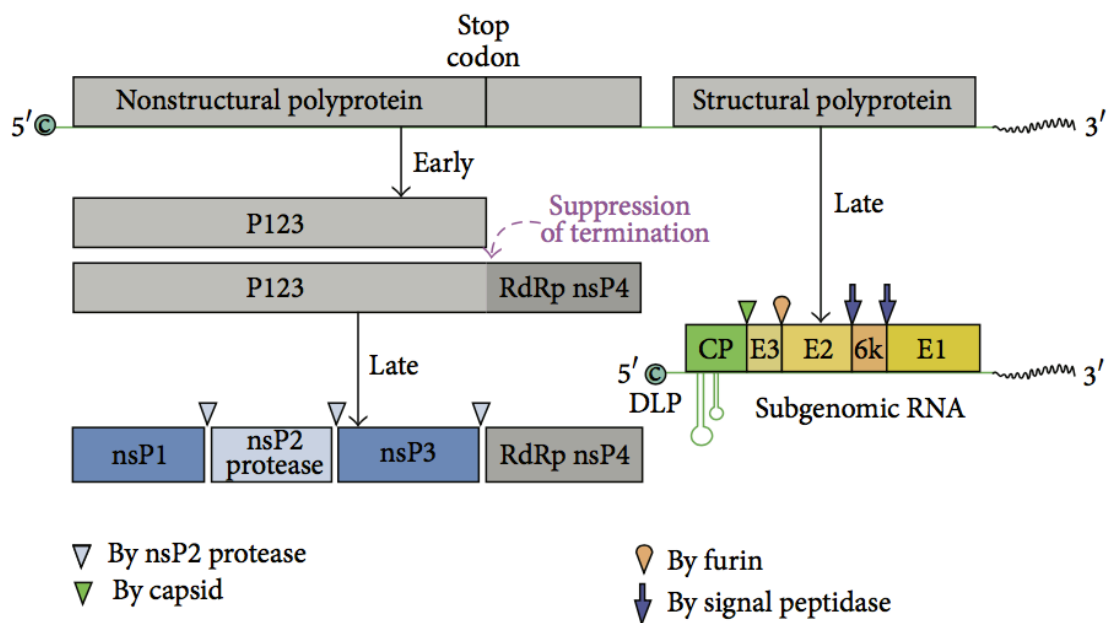 Stop
codon
Nonstructural polyprotein
Structural polyprotein
5′ C
3′
Early
P123
Suppression
of termination
Late
P123
RdRp nsP4
Late
CP
E3
E2
6k
E1
5′ C
3′
DLP
Subgenomic RNA
nsP1
nsP2
protease
nsP3
RdRp nsP4
By nsP2 protease
By capsid
By furin
By signal peptidase